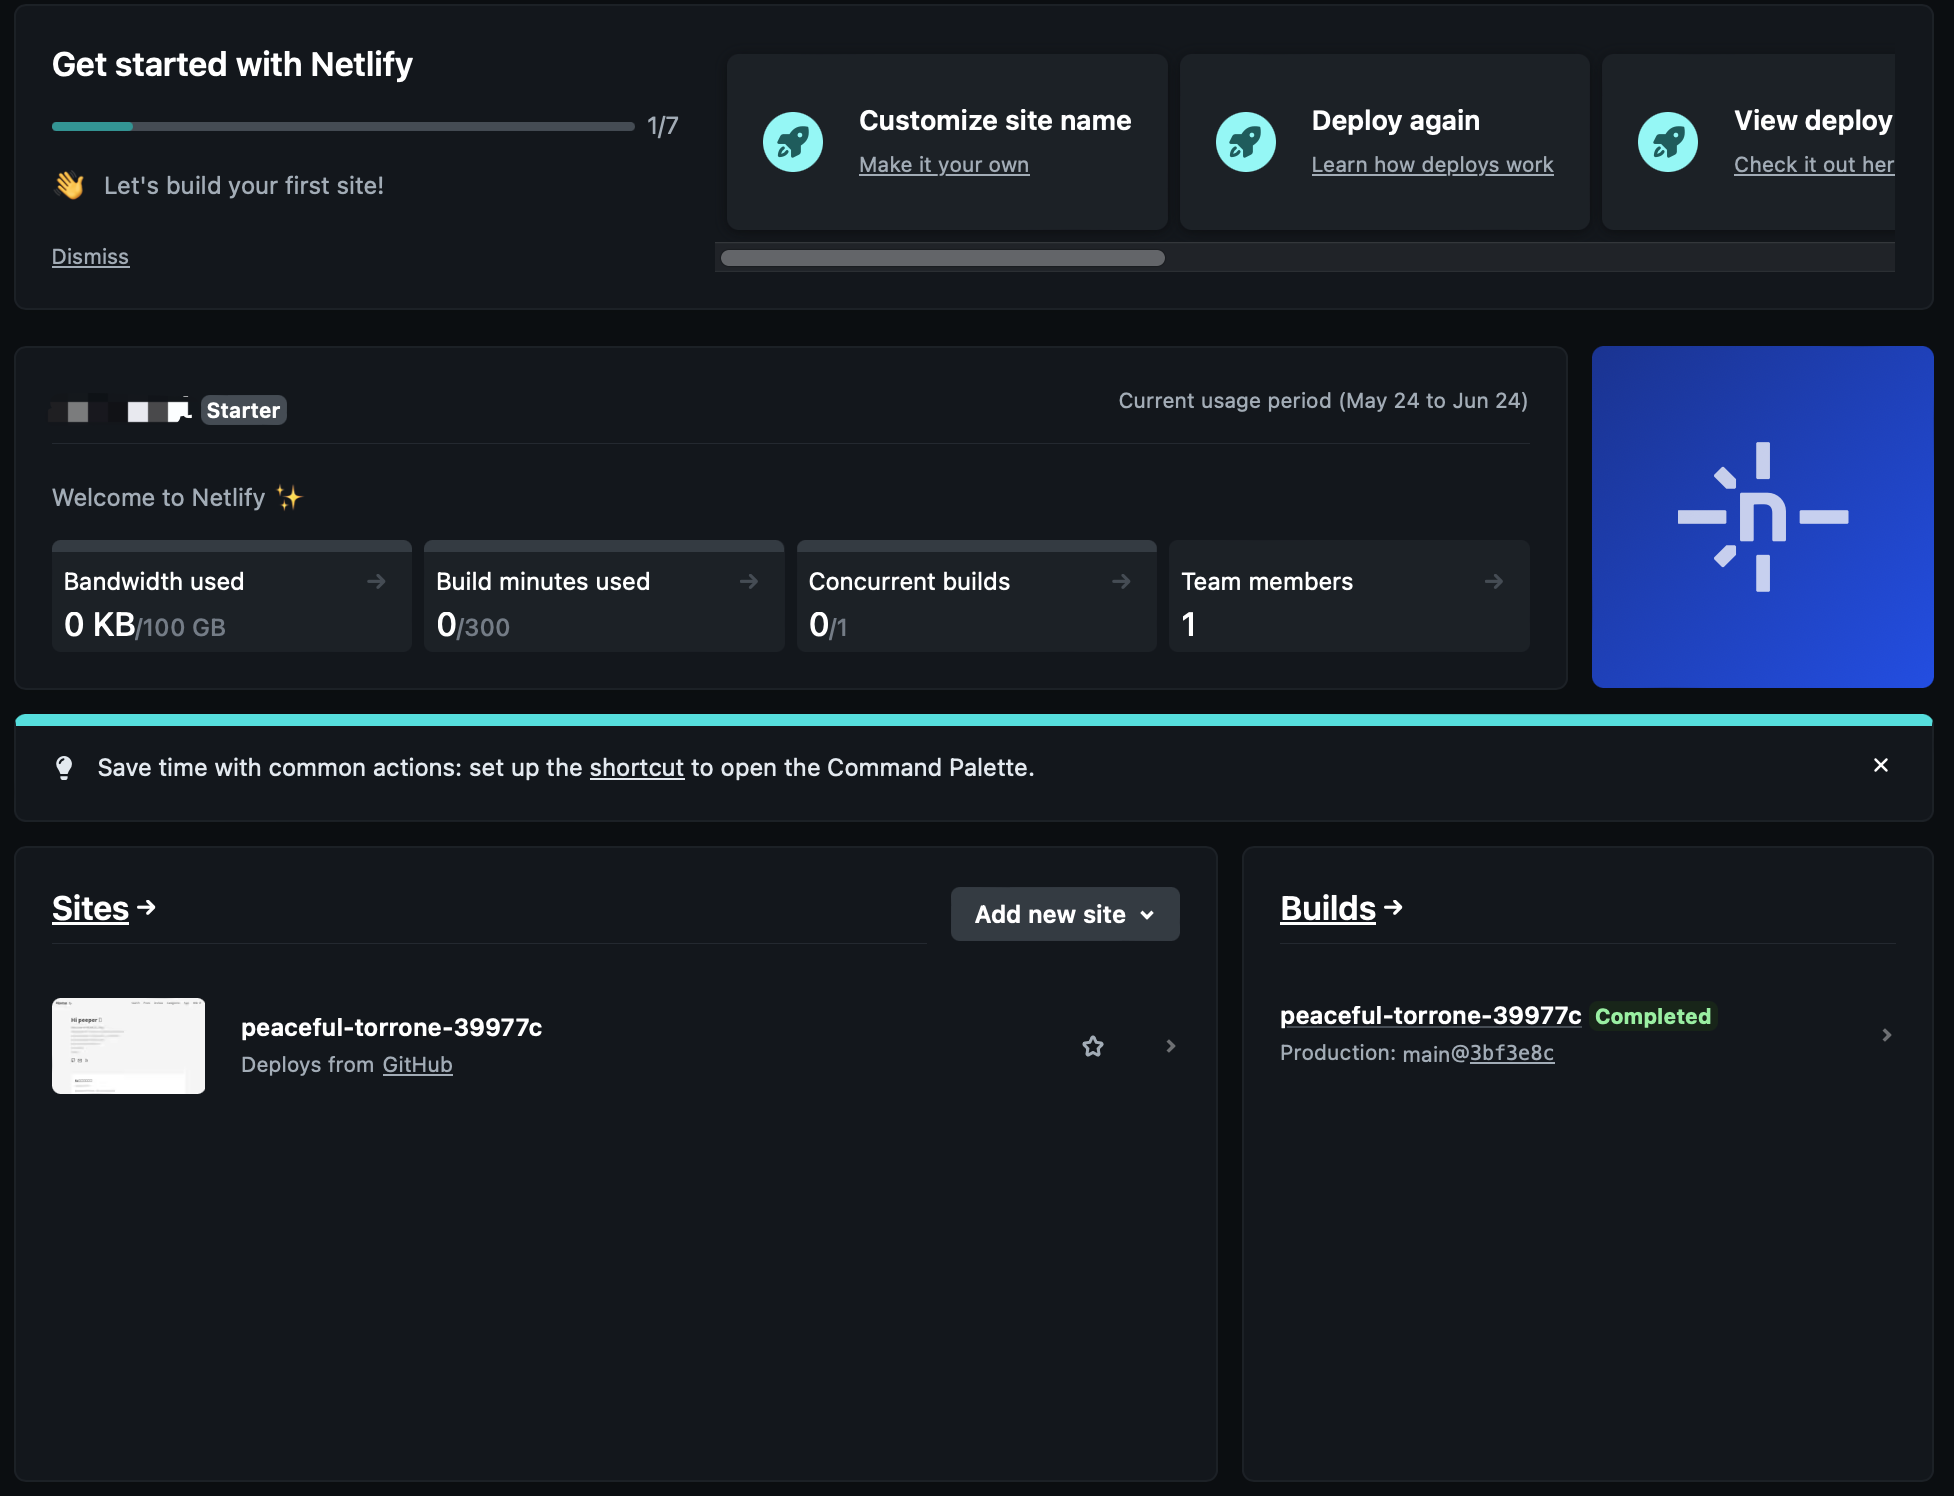 Get started with Netlify
1/7
👋 Let's build your first site!
Dismiss
Customize site name
Make it your own
Deploy again
Learn how deploys work
View deploy
Check it out her
Starter
Current usage period (May 24 to Jun 24)
Welcome to Netlify ✨
Bandwidth used
0 KB/100 GB
Build minutes used
0/300
Concurrent builds
0/1
Team members
1
Save time with common actions: set up the shortcut to open the Command Palette.
Sites
Add new site
peaceful-torrone-39977c
Deploys from GitHub
Builds
peaceful-torrone-39977c Completed
Production: main@3bf3e8c